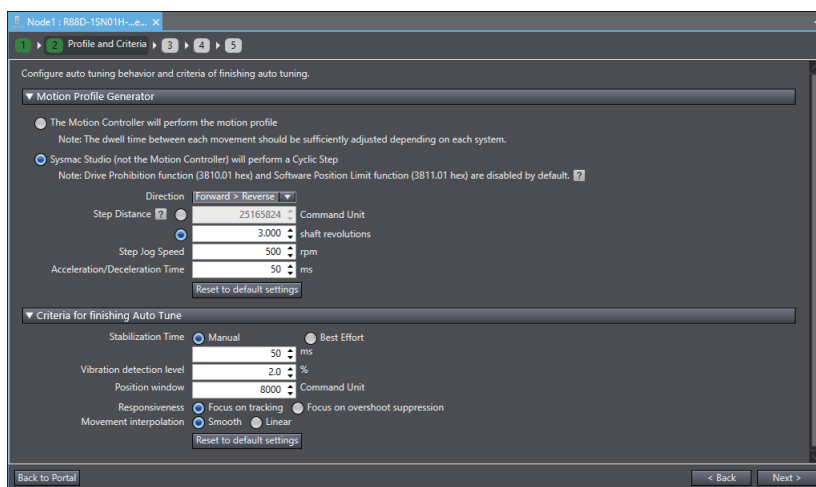 Node1 : R88D-1SN01H-...e... ×
1 2 Profile and Criteria 3 4 5
Configure auto tuning behavior and criteria of finishing auto tuning.
Motion Profile Generator
The Motion Controller will perform the motion profile
Note: The dwell time between each movement should be sufficiently adjusted depending on each system.
Sysmac Studio (not the Motion Controller) will perform a Cyclic Step
Note: Drive Prohibition function (3B10.01 hex) and Software Position Limit function (3B11.01 hex) are disabled by default. ?
Direction Forward > Reverse
Step Distance ? 25165824 Command Unit
3.000 shaft revolutions
Step Jog Speed 500 rpm
Acceleration/Deceleration Time 50 ms
Reset to default settings
Criteria for finishing Auto Tune
Stabilization Time Manual Best Effort
50 ms
Vibration detection level 2.0 %
Position window 8000 Command Unit
Responsiveness Focus on tracking Focus on overshoot suppression
Movement interpolation Smooth Linear
Reset to default settings
Back to Portal < Back Next >